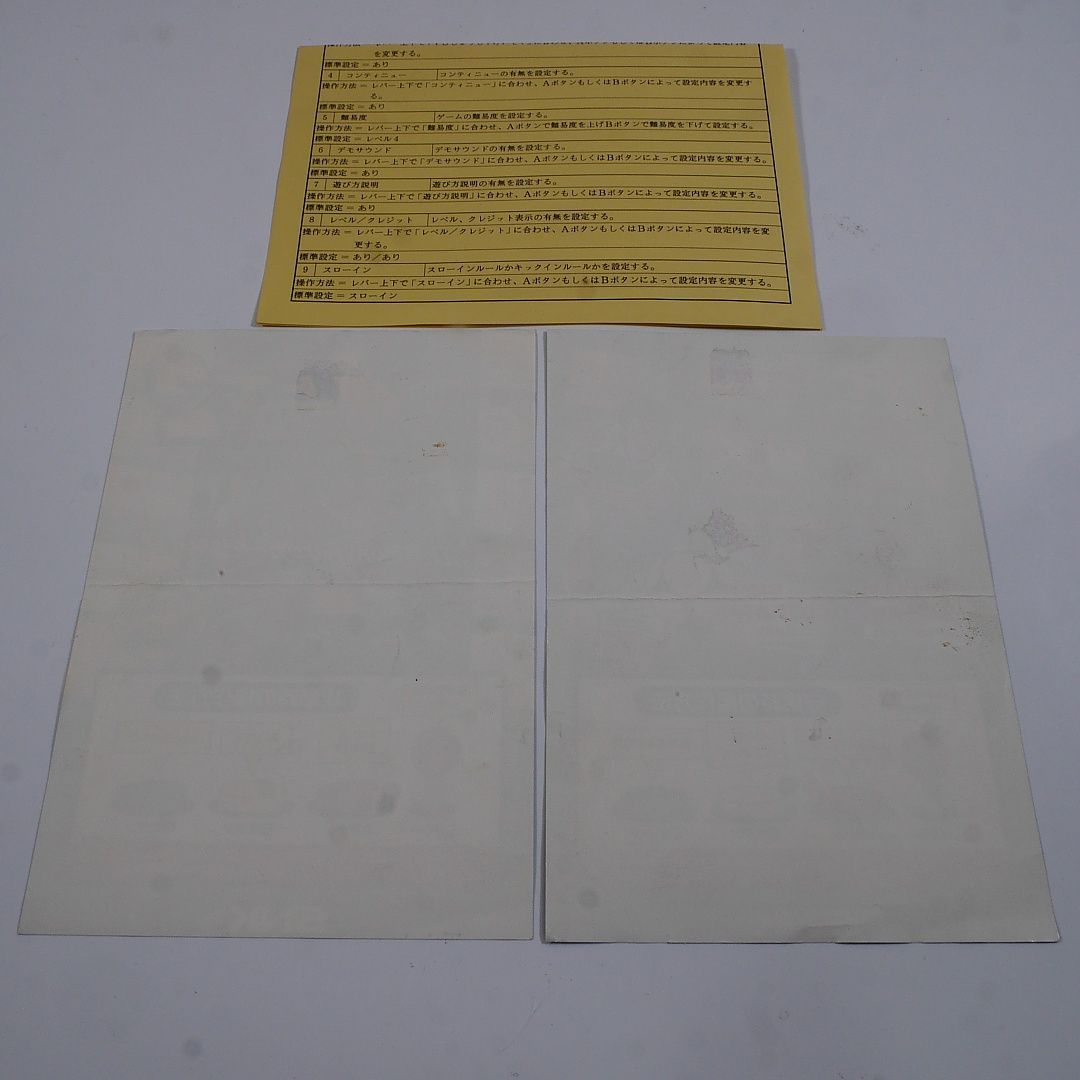 を変更する。
標準設定 = あり
4 コンティニュー コンティニューの有無を設定する。
操作方法 = レバー上下で「コンティニュー」に合わせ、AボタンもしくはBボタンによって設定内容を変更す
る。
標準設定 = あり
5 難易度 ゲームの難易度を設定する。
操作方法 = レバー上下で「難易度」に合わせ、Aボタンで難易度を上げBボタンで難易度を下げて設定する。
標準設定 = レベル4
6 デモサウンド デモサウンドの有無を設定する。
操作方法 = レバー上下で「デモサウンド」に合わせ、AボタンもしくはBボタンによって設定内容を変更する。
標準設定 = あり
7 遊び方説明 遊び方説明の有無を設定する。
操作方法 = レバー上下で「遊び方説明」に合わせ、AボタンもしくはBボタンによって設定内容を変更する。
標準設定 = あり
8 レベル/クレジット レベル、クレジット表示の有無を設定する。
操作方法 = レバー上下で「レベル/クレジット」に合わせ、AボタンもしくはBボタンによって設定内容を変
更する。
標準設定 = あり/あり
9 スローイン スローインルールかキックインルールかを設定する。
操作方法 = レバー上下で「スローイン」に合わせ、AボタンもしくはBボタンによって設定内容を変更する。
標準設定 = スローイン